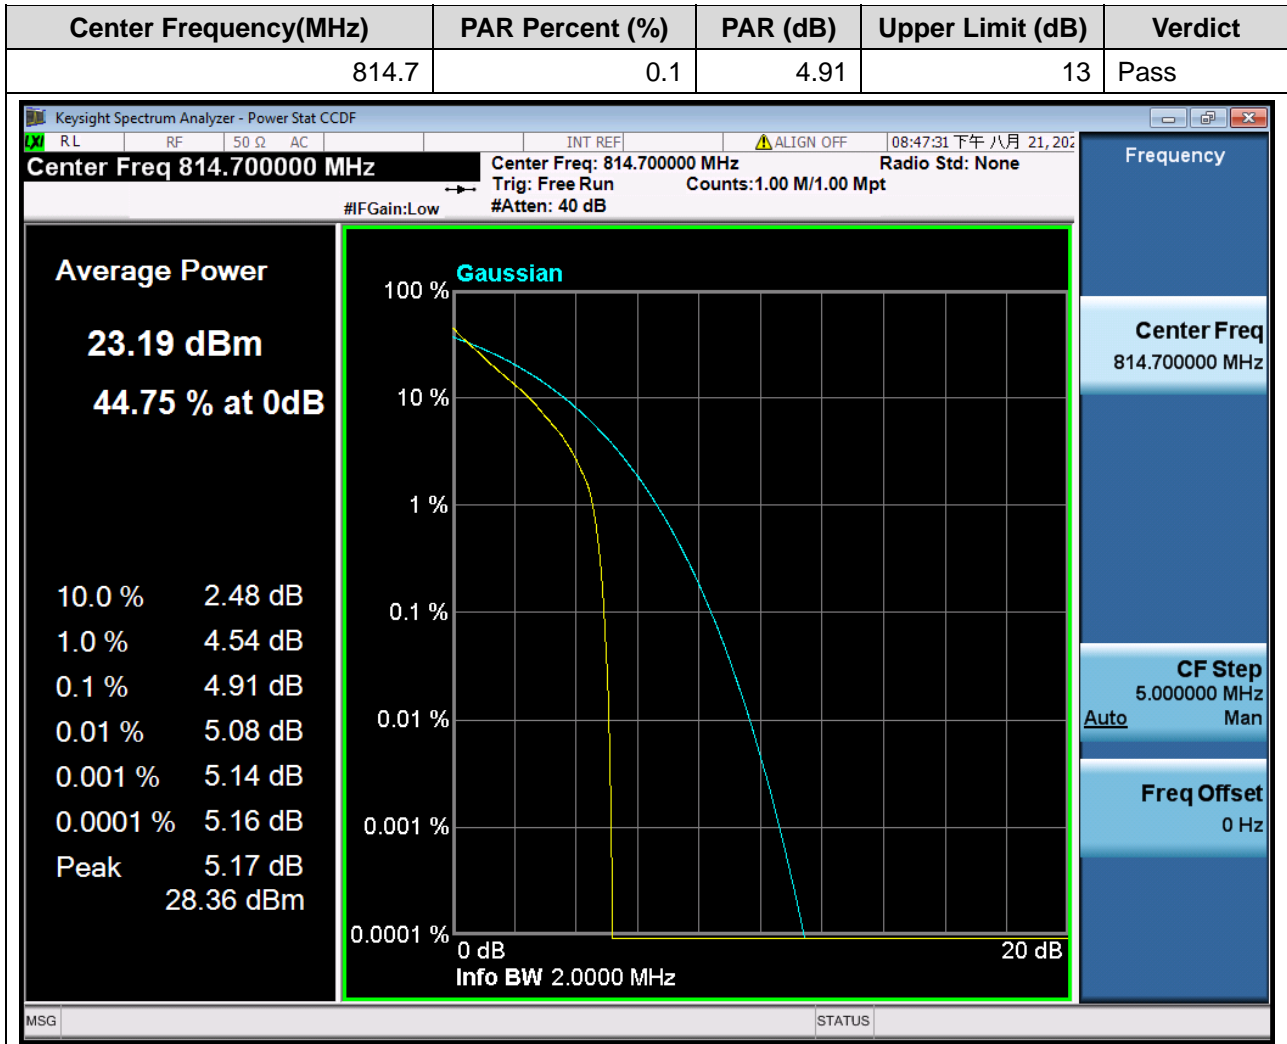 Center Frequency(MHz) PAR Percent (%) PAR (dB) Upper Limit (dB) Verdict
814.7 0.1 4.91 13 Pass
Keysight Spectrum Analyzer - Power Stat CCDF
LXI RL RF 50 Ω AC INT REF ALIGN OFF 08:47:31 下午 八月 21, 202
Center Freq 814.700000 MHz
Center Freq: 814.700000 MHz Radio Std: None
Trig: Free Run Counts:1.00 M/1.00 Mpt
#IFGain:Low #Atten: 40 dB
Average Power
23.19 dBm
44.75 % at 0dB
10.0 % 2.48 dB
1.0 % 4.54 dB
0.1 % 4.91 dB
0.01 % 5.08 dB
0.001 % 5.14 dB
0.0001 % 5.16 dB
Peak 5.17 dB
28.36 dBm
Gaussian
100 %
10 %
1 %
0.1 %
0.01 %
0.001 %
0.0001 %
0 dB 20 dB
Info BW 2.0000 MHz
Frequency
Center Freq
814.700000 MHz
CF Step
5.000000 MHz
Auto Man
Freq Offset
0 Hz
MSG STATUS